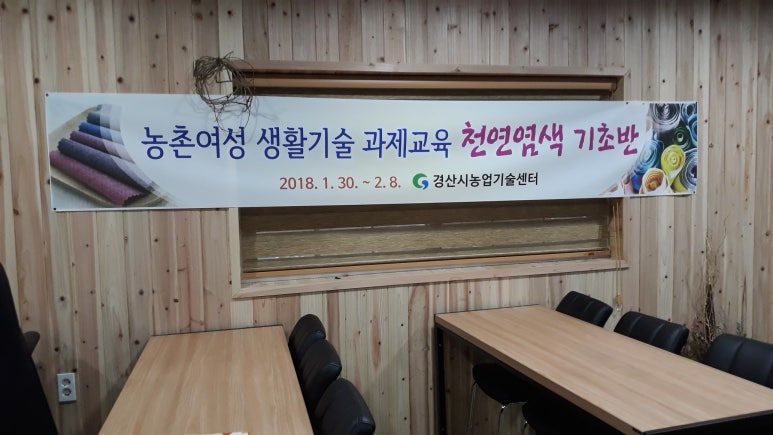 농촌여성 생활기술 과제교육 천연염색 기초반
2018. 1. 30. ~ 2. 8. 경산시농업기술센터